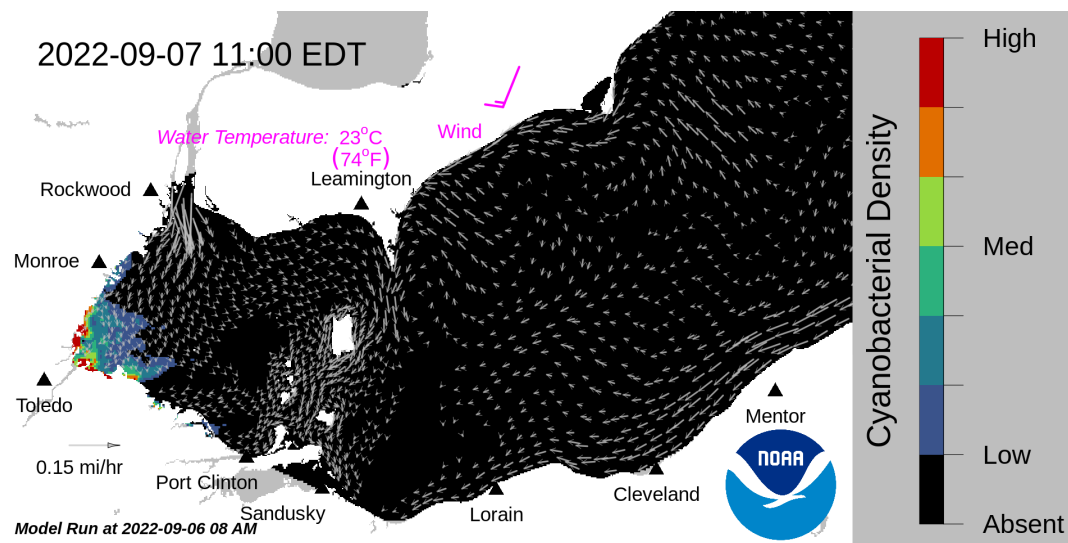 2022-09-07 11:00 EDT
Water Temperature: 23°C
(74°F)
Wind
Leamington
Rockwood
Monroe
Toledo
0.15 mi/hr
Port Clinton
Sandusky
Lorain
Cleveland
Mentor
NOAA
Model Run at 2022-09-06 08 AM
Cyanobacterial Density
High
Med
Low
Absent